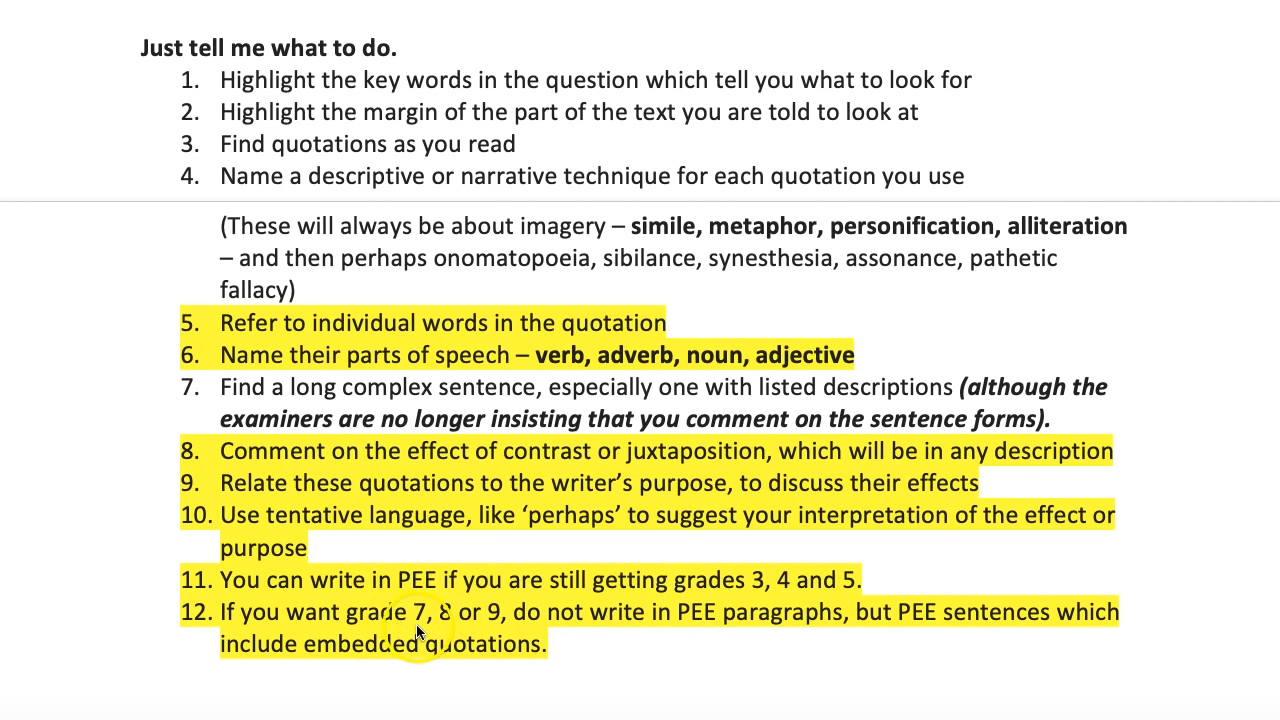 Just tell me what to do.
1. Highlight the key words in the question which tell you what to look for
2. Highlight the margin of the part of the text you are told to look at
3. Find quotations as you read
4. Name a descriptive or narrative technique for each quotation you use
(These will always be about imagery – simile, metaphor, personification, alliteration
– and then perhaps onomatopoeia, sibilance, synesthesia, assonance, pathetic
fallacy)
5. Refer to individual words in the quotation
6. Name their parts of speech – verb, adverb, noun, adjective
7. Find a long complex sentence, especially one with listed descriptions (although the
examiners are no longer insisting that you comment on the sentence forms).
8. Comment on the effect of contrast or juxtaposition, which will be in any description
9. Relate these quotations to the writer’s purpose, to discuss their effects
10. Use tentative language, like ‘perhaps’ to suggest your interpretation of the effect or
purpose
11. You can write in PEE if you are still getting grades 3, 4 and 5.
12. If you want grade 7, 8 or 9, do not write in PEE paragraphs, but PEE sentences which
include embedded quotations.